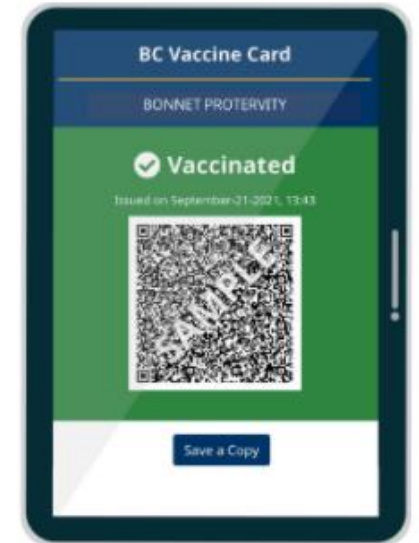 BC Vaccine Card
BONNET PROTERVITY
Vaccinated
Issued on September-21-2021, 13:43
SAMPLE
Save a Copy